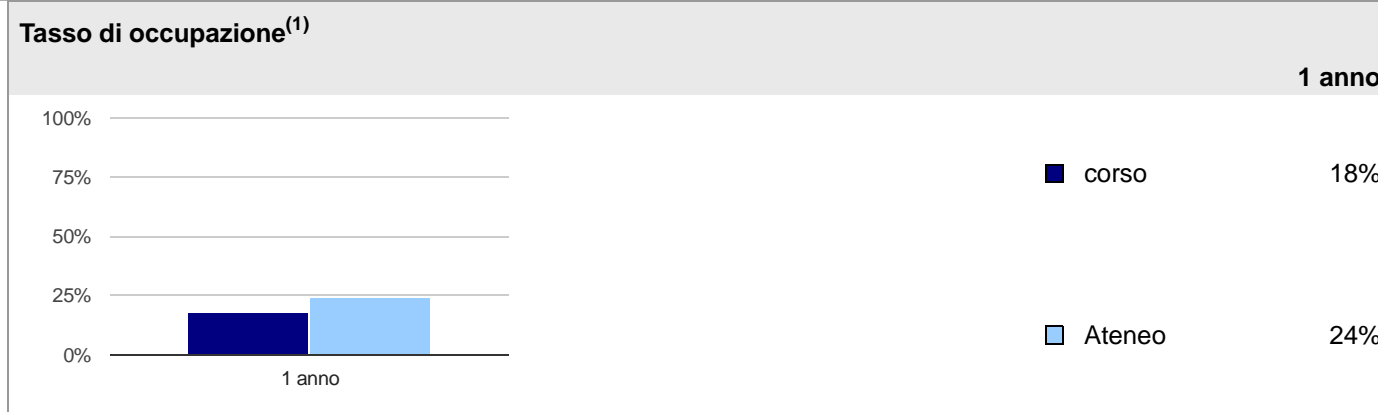 Tasso di occupazione(1)
1 anno
100%
75%
50%
25%
0%
1 anno
corso 18%
Ateneo 24%